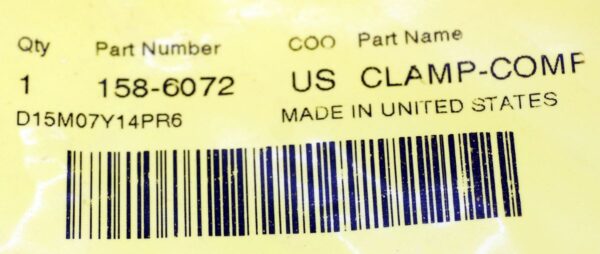 Qty Part Number COO Part Name
1 158-6072 US CLAMP-COMP
D15M07Y14PR6 MADE IN UNITED STATES